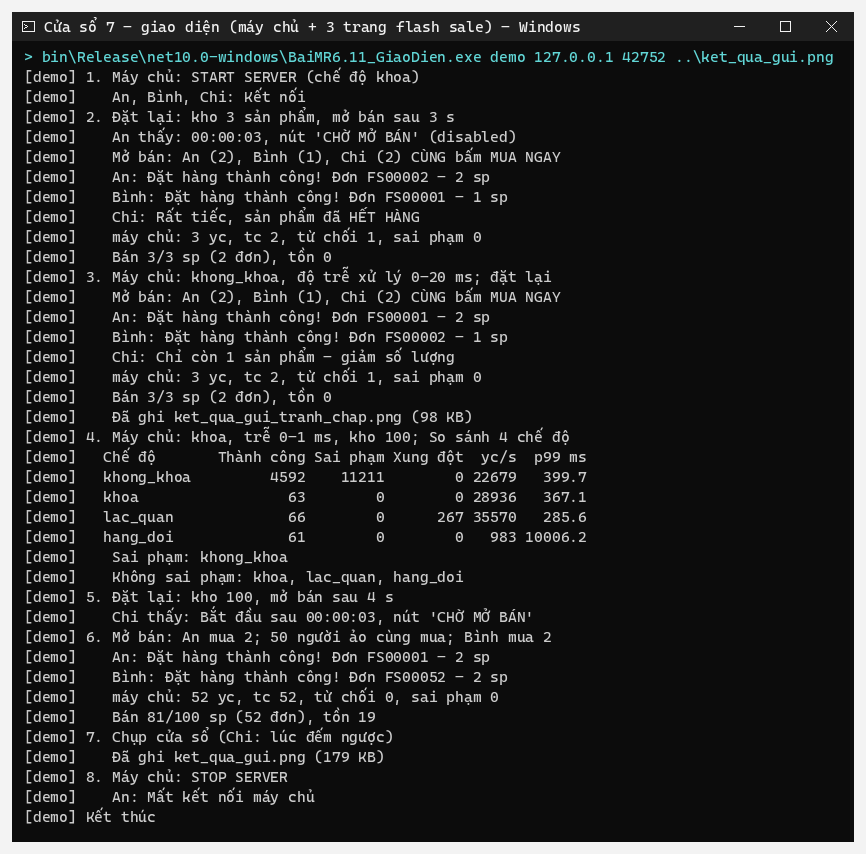 Cửa sổ 7 — giao diện (máy chủ + 3 trang flash sale) — Windows
> bin\Release\net10.0-windows\BaiMR6.11_GiaoDien.exe demo 127.0.0.1 42752 ..\ket_qua_gui.png
[demo] 1. Máy chủ: START SERVER (chế độ khoa)
[demo]    An, Bình, Chi: Kết nối
[demo] 2. Đặt lại: kho 3 sản phẩm, mở bán sau 3 s
[demo]    An thấy: 00:00:03, nút 'CHỜ MỞ BÁN' (disabled)
[demo]    Mở bán: An (2), Bình (1), Chi (2) CÙNG bấm MUA NGAY
[demo]    An: Đặt hàng thành công! Đơn FS00002 — 2 sp
[demo]    Bình: Đặt hàng thành công! Đơn FS00001 — 1 sp
[demo]    Chi: Rất tiếc, sản phẩm đã HẾT HÀNG
[demo]    máy chủ: 3 yc, tc 2, từ chối 1, sai phạm 0
[demo]    Bán 3/3 sp (2 đơn), tồn 0
[demo] 3. Máy chủ: khong_khoa, độ trễ xử lý 0–20 ms; đặt lại
[demo]    Mở bán: An (2), Bình (1), Chi (2) CÙNG bấm MUA NGAY
[demo]    An: Đặt hàng thành công! Đơn FS00001 — 2 sp
[demo]    Bình: Đặt hàng thành công! Đơn FS00002 — 1 sp
[demo]    Chi: Chỉ còn 1 sản phẩm — giảm số lượng
[demo]    máy chủ: 3 yc, tc 2, từ chối 1, sai phạm 0
[demo]    Bán 3/3 sp (2 đơn), tồn 0
[demo]    Đã ghi ket_qua_gui_tranh_chap.png (98 KB)
[demo] 4. Máy chủ: khoa, trễ 0–1 ms, kho 100; So sánh 4 chế độ
[demo]   Chế độ       Thành công Sai phạm Xung đột  yc/s  p99 ms
[demo]   khong_khoa         4592    11211        0 22679   399.7
[demo]   khoa                 63        0        0 28936   367.1
[demo]   lac_quan             66        0      267 35570   285.6
[demo]   hang_doi             61        0        0   983 10006.2
[demo]    Sai phạm: khong_khoa
[demo]    Không sai phạm: khoa, lac_quan, hang_doi
[demo] 5. Đặt lại: kho 100, mở bán sau 4 s
[demo]    Chi thấy: Bắt đầu sau 00:00:03, nút 'CHỜ MỞ BÁN'
[demo] 6. Mở bán: An mua 2; 50 người ảo cùng mua; Bình mua 2
[demo]    An: Đặt hàng thành công! Đơn FS00001 — 2 sp
[demo]    Bình: Đặt hàng thành công! Đơn FS00052 — 2 sp
[demo]    máy chủ: 52 yc, tc 52, từ chối 0, sai phạm 0
[demo]    Bán 81/100 sp (52 đơn), tồn 19
[demo] 7. Chụp cửa sổ (Chi: lúc đếm ngược)
[demo]    Đã ghi ket_qua_gui.png (179 KB)
[demo] 8. Máy chủ: STOP SERVER
[demo]    An: Mất kết nối máy chủ
[demo] Kết thúc